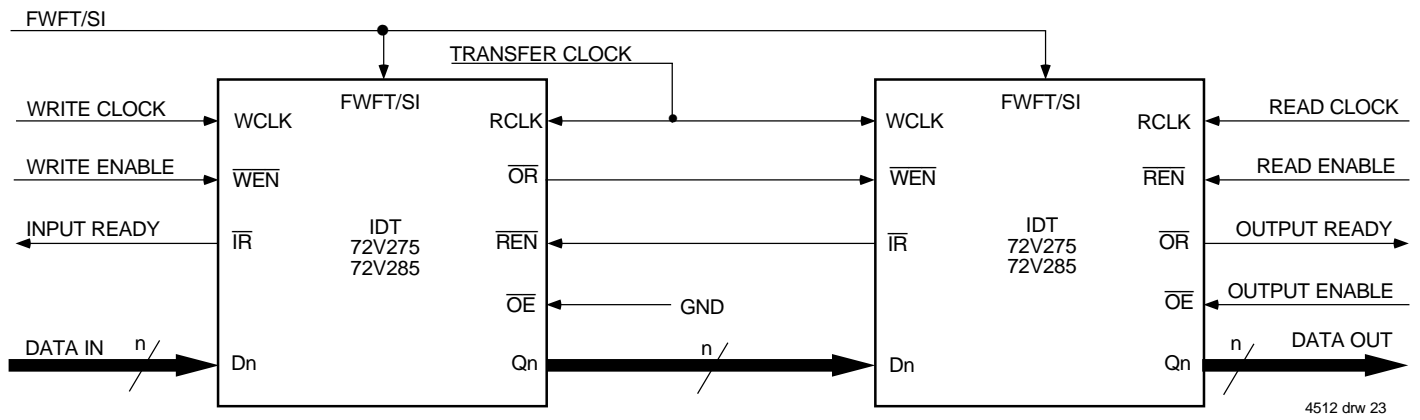 FWFT/SI
TRANSFER CLOCK
FWFT/SI
FWFT/SI
WRITE CLOCK
WCLK
RCLK
WCLK
RCLK
READ CLOCK
WRITE ENABLE
WEN
OR
WEN
REN
READ ENABLE
INPUT READY
IR
IDT
72V275
72V285
REN
IR
IDT
72V275
72V285
OR
OUTPUT READY
OE
GND
OE
OUTPUT ENABLE
DATA IN
n
Dn
Qn
n
Dn
Qn
n
DATA OUT
4512 drw 23